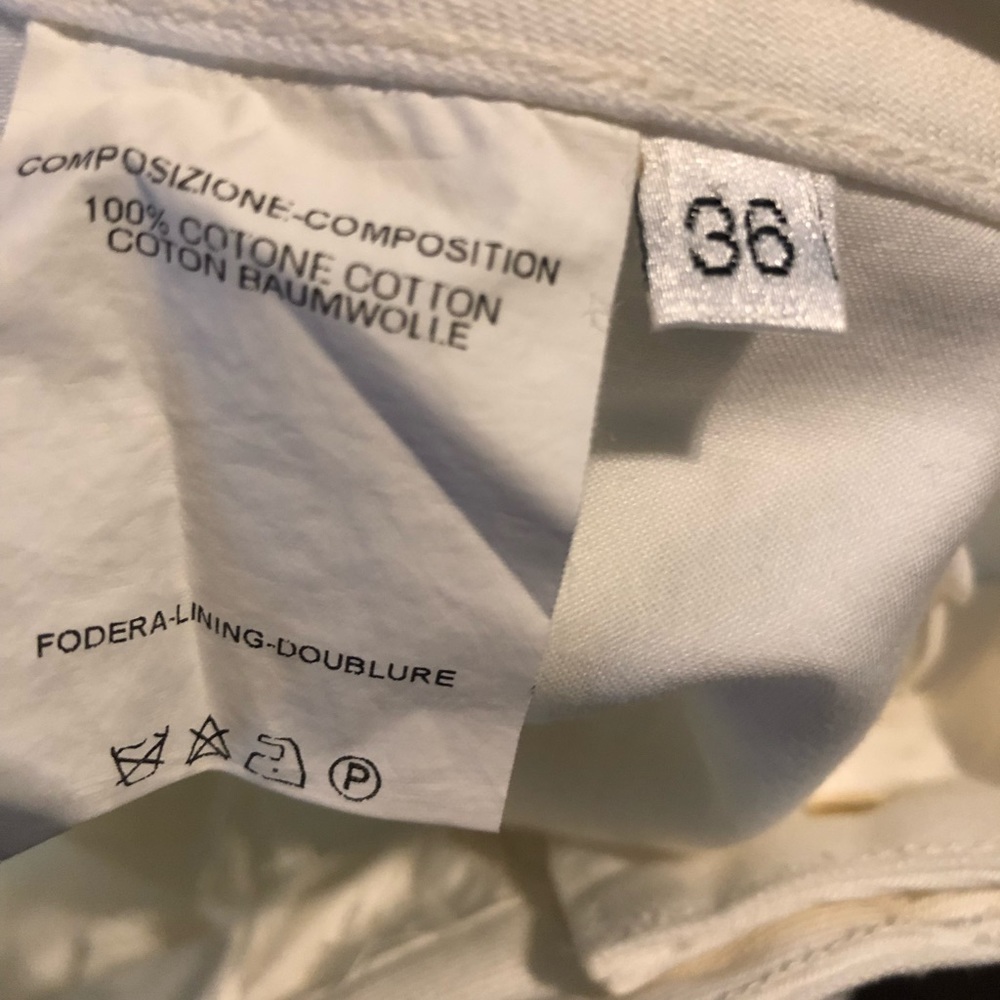 COMPOSIZIONE-COMPOSITION
100% COTONE COTTON
COTON BAUMWOLLE
36
FODERA-LINING-DOUBLURE
P